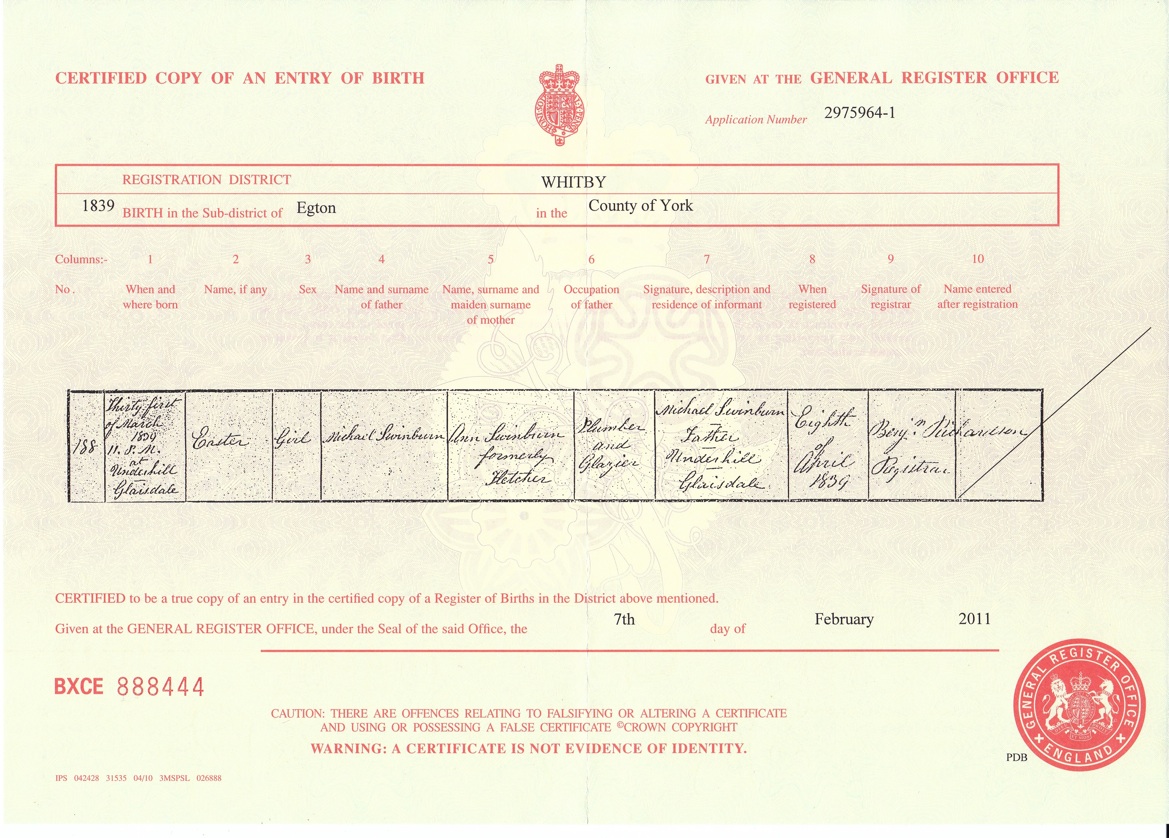 CERTIFIED COPY OF AN ENTRY OF BIRTH
GIVEN AT THE GENERAL REGISTER OFFICE
Application Number 2975964-1
REGISTRATION DISTRICT WHITBY
1839 BIRTH in the Sub-district of Egton in the County of York
Columns:- 1 2 3 4 5 6 7 8 9 10
No. When and where born
Name, if any
Sex
Name and surname of father
Name, surname and maiden surname of mother
Occupation of father
Signature, description and residence of informant
When registered
Signature of registrar
Name entered after registration
188
Thirty first
of March
1839
11. P.M.
at
Underhill
Glaisdale
Easter
Girl
Michael Swinburn
Ann Swinburn
formerly
Fletcher
Plumber
and
Glazier
Michael Swinburn
Father
Underhill
Glaisdale
Eighth
of
April
1839
Benj.n Richardson
Registrar
CERTIFIED to be a true copy of an entry in the certified copy of a Register of Births in the District above mentioned.
Given at the GENERAL REGISTER OFFICE, under the Seal of the said Office, the 7th day of February 2011
BXCE 888444
CAUTION: THERE ARE OFFENCES RELATING TO FALSIFYING OR ALTERING A CERTIFICATE
AND USING OR POSSESSING A FALSE CERTIFICATE ©CROWN COPYRIGHT
WARNING: A CERTIFICATE IS NOT EVIDENCE OF IDENTITY.
GENERAL REGISTER OFFICE
ENGLAND
PDB
IPS 042428 31535 04/10 3MSPSL 026888